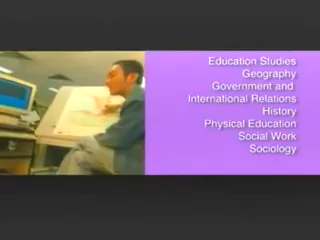 Education Studies
Geography
Government and
International Relations
History
Physical Education
Social Work
Sociology